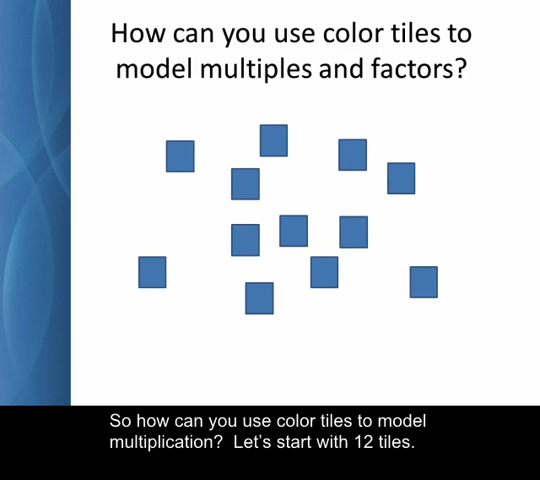 How can you use color tiles to
model multiples and factors?
So how can you use color tiles to model
multiplication?  Let's start with 12 tiles.